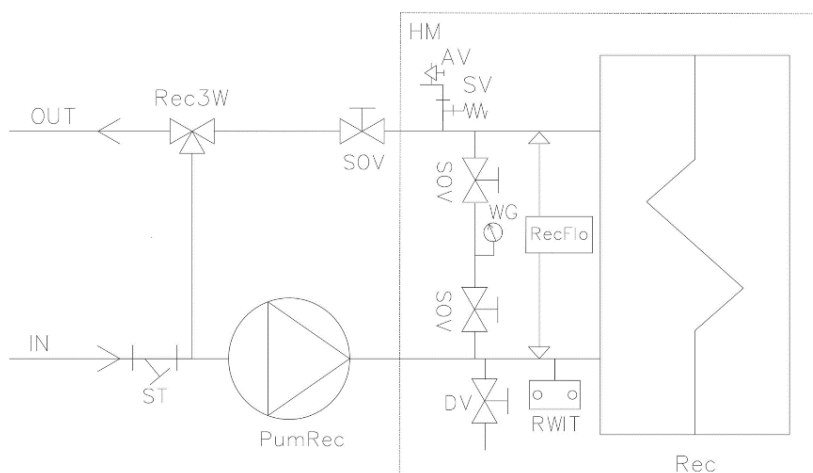 HM
AV
SV
Rec3W
OUT
SOV
SOV
WG
RecFlo
SOV
IN
ST
PumRec
DV
RWIT
Rec